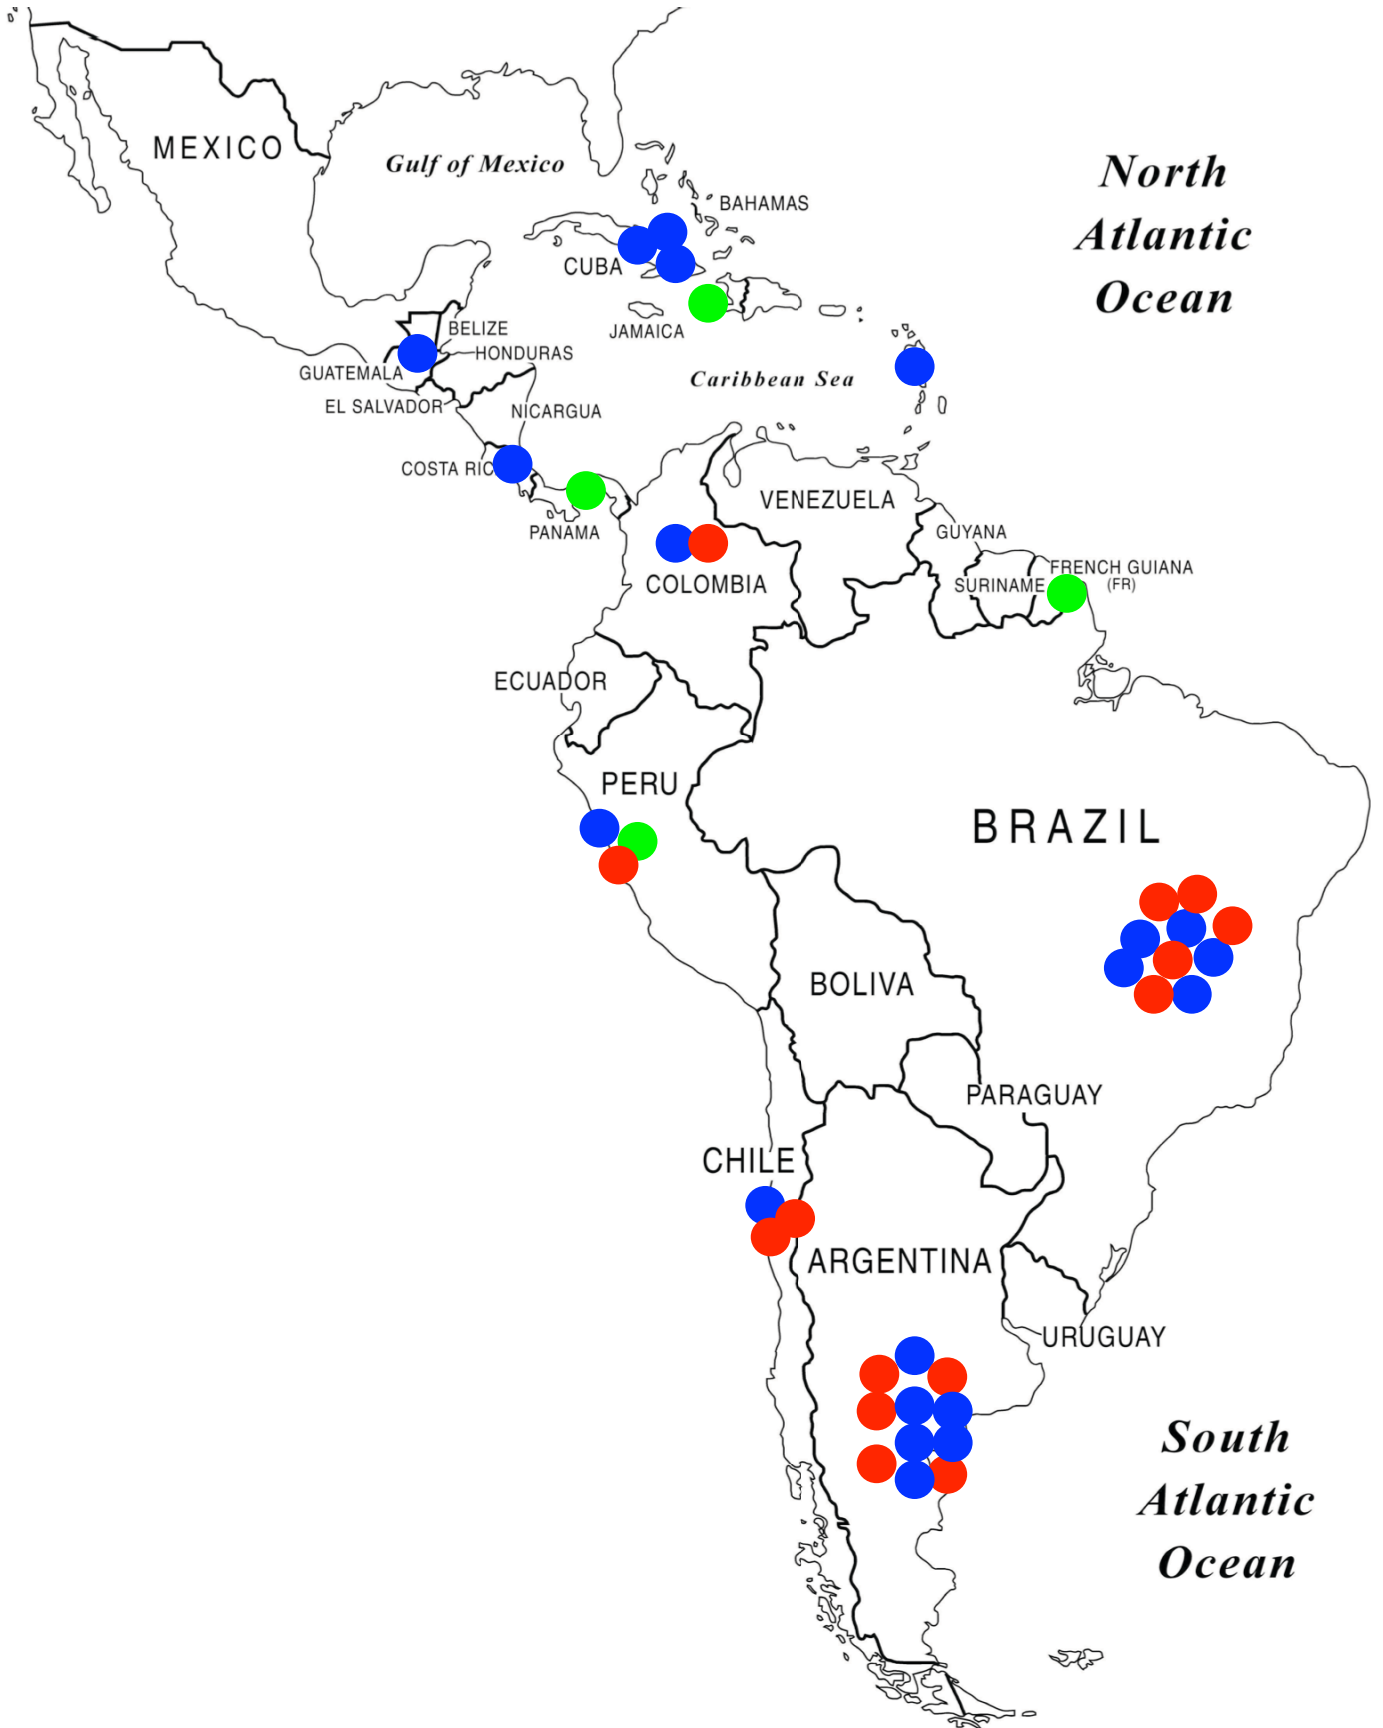 MEXICO
Gulf of Mexico
North
Atlantic
Ocean
BAHAMAS
CUBA
JAMAICA
BELIZE
HONDURAS
GUATEMALA
Caribbean Sea
EL SALVADOR
NICARGUA
COSTA RIC
VENEZUELA
PANAMA
GUYANA
FRENCH GUIANA
(FR)
SURINAME
COLOMBIA
ECUADOR
PERU
BRAZIL
BOLIVA
PARAGUAY
CHILE
ARGENTINA
URUGUAY
South
Atlantic
Ocean